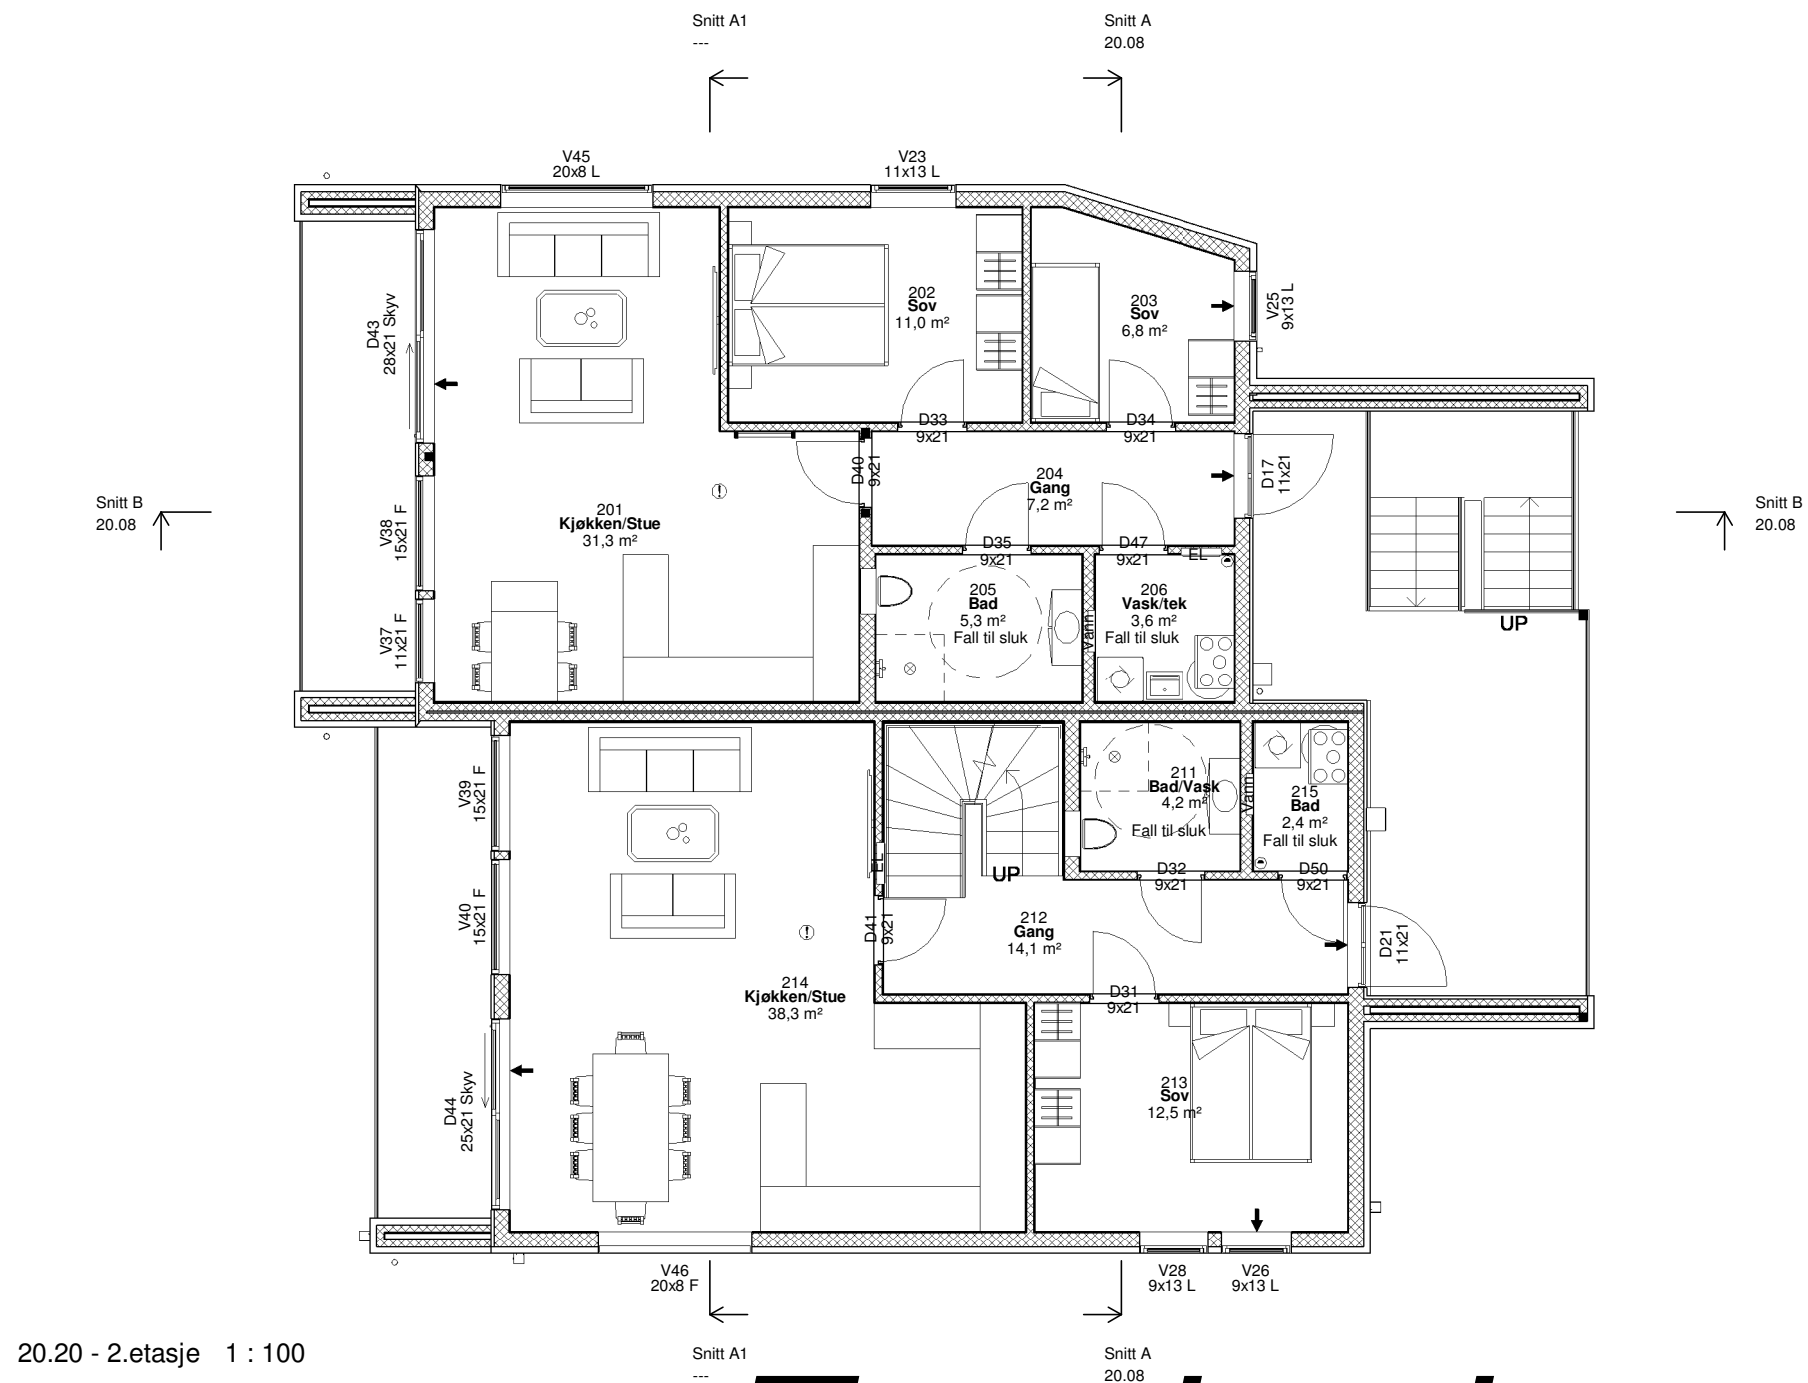 Snitt A1
---
Snitt A
20.08
V45
20x8 L
V23
11x13 L
D43
28x21 Skyv
202
Sov
11,0 m²
203
Sov
6,8 m²
V25
9x13 L
D33
9x21
D34
9x21
D40
9x21
204
Gang
7,2 m²
D17
11x21
Snitt B
20.08
Snitt B
20.08
201
Kjøkken/Stue
31,3 m²
V38
15x21 F
V37
11x21 F
D35
9x21
D47
9x21
EL
205
Bad
5,3 m²
Fall til sluk
Vann
206
Vask/tek
3,6 m²
Fall til sluk
UP
V39
15x21 F
V40
15x21 F
EL
UP
211
Bad/Vask
4,2 m²
Fall til sluk
Vann
215
Bad
2,4 m²
Fall til sluk
D32
9x21
D50
9x21
D41
9x21
212
Gang
14,1 m²
D21
11x21
D31
9x21
214
Kjøkken/Stue
38,3 m²
D44
25x21 Skyv
213
Sov
12,5 m²
V46
20x8 F
V28
9x13 L
V26
9x13 L
20.20 - 2.etasje 1 : 100
Snitt A1
---
Snitt A
20.08